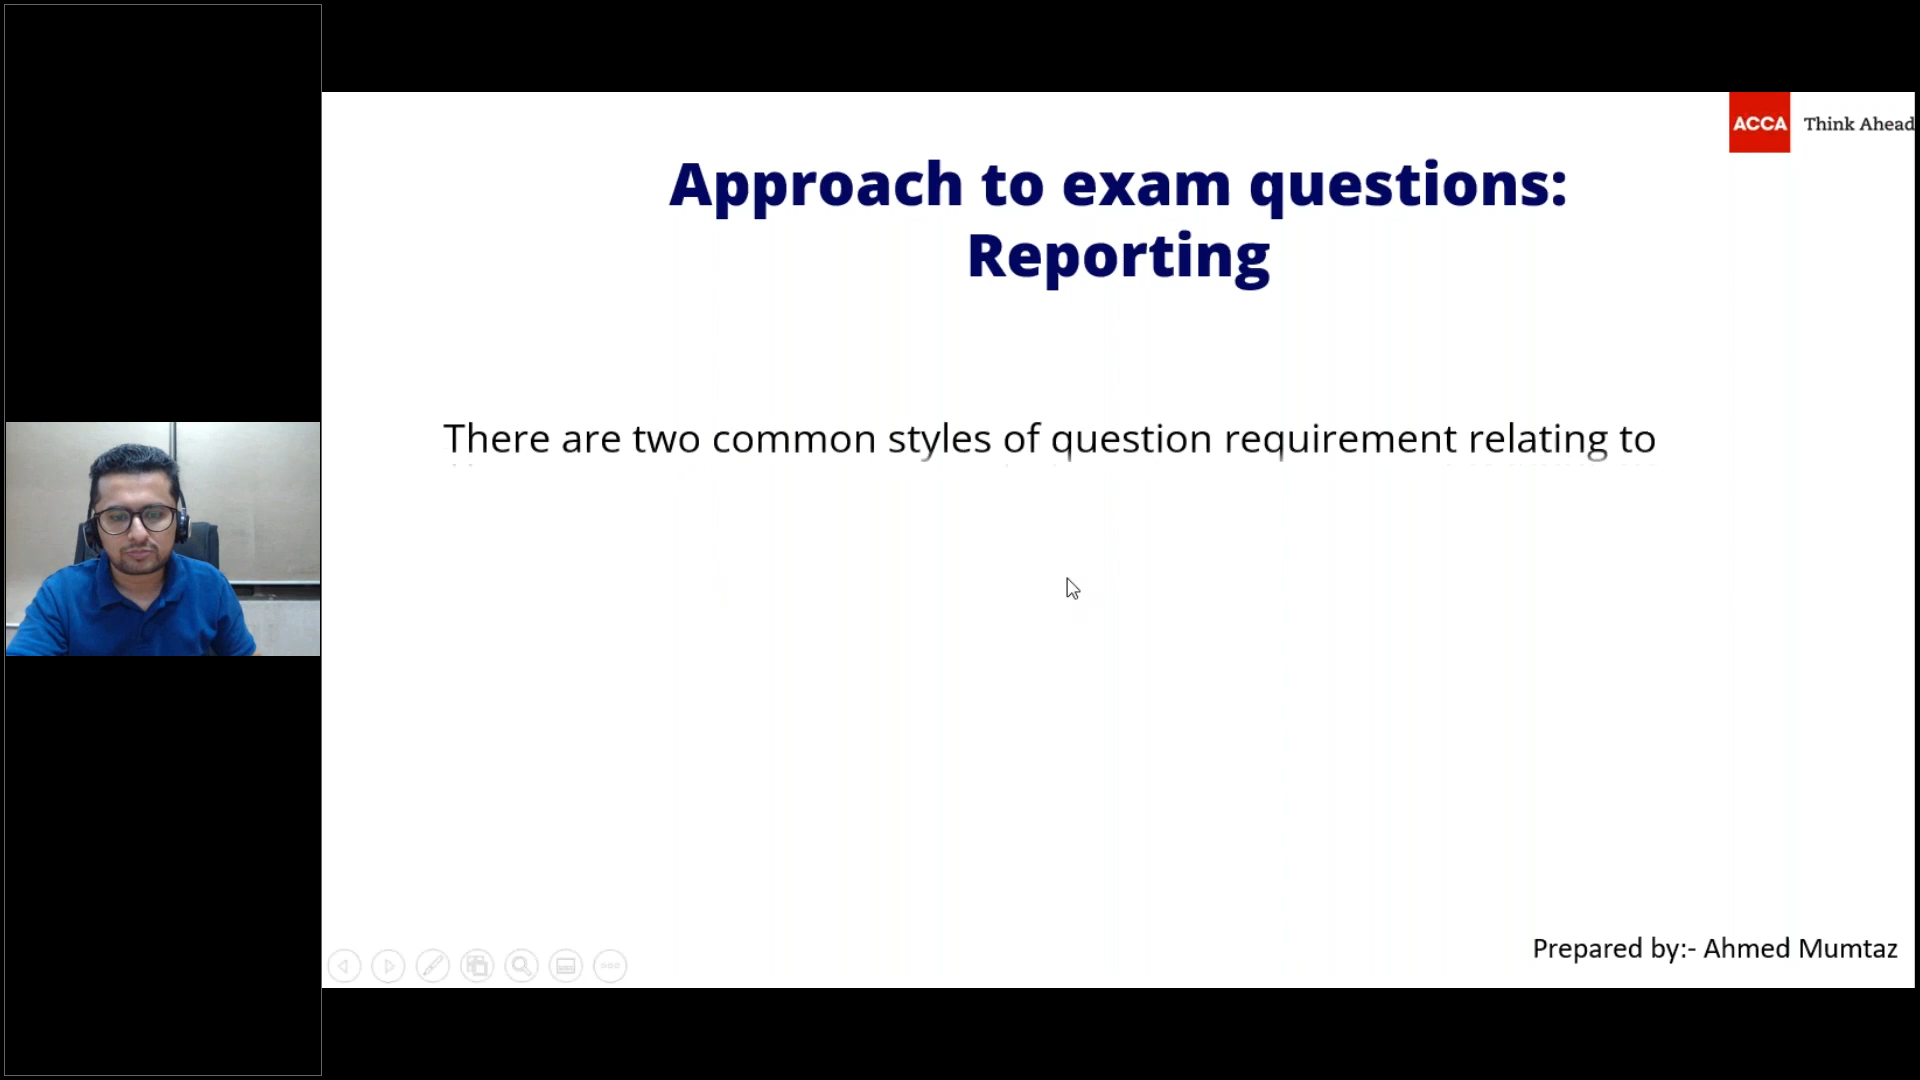 ACCA Think Ahead
Approach to exam questions:
Reporting
There are two common styles of question requirement relating to
Prepared by:- Ahmed Mumtaz